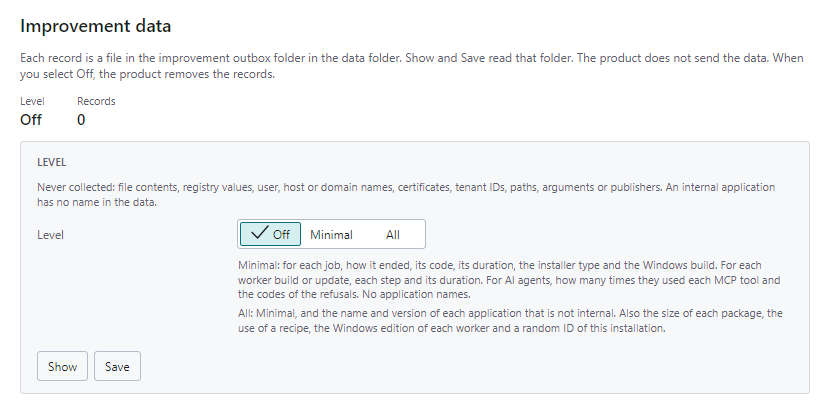 Improvement data
Each record is a file in the improvement outbox folder in the data folder. Show and Save read that folder. The product does not send the data. When
you select Off, the product removes the records.
Level Records
Off 0
LEVEL
Never collected: file contents, registry values, user, host or domain names, certificates, tenant IDs, paths, arguments or publishers. An internal application
has no name in the data.
Level Off Minimal All
Minimal: for each job, how it ended, its code, its duration, the installer type and the Windows build. For each
worker build or update, each step and its duration. For AI agents, how many times they used each MCP tool and
the codes of the refusals. No application names.
All: Minimal, and the name and version of each application that is not internal. Also the size of each package, the
use of a recipe, the Windows edition of each worker and a random ID of this installation.
Show Save